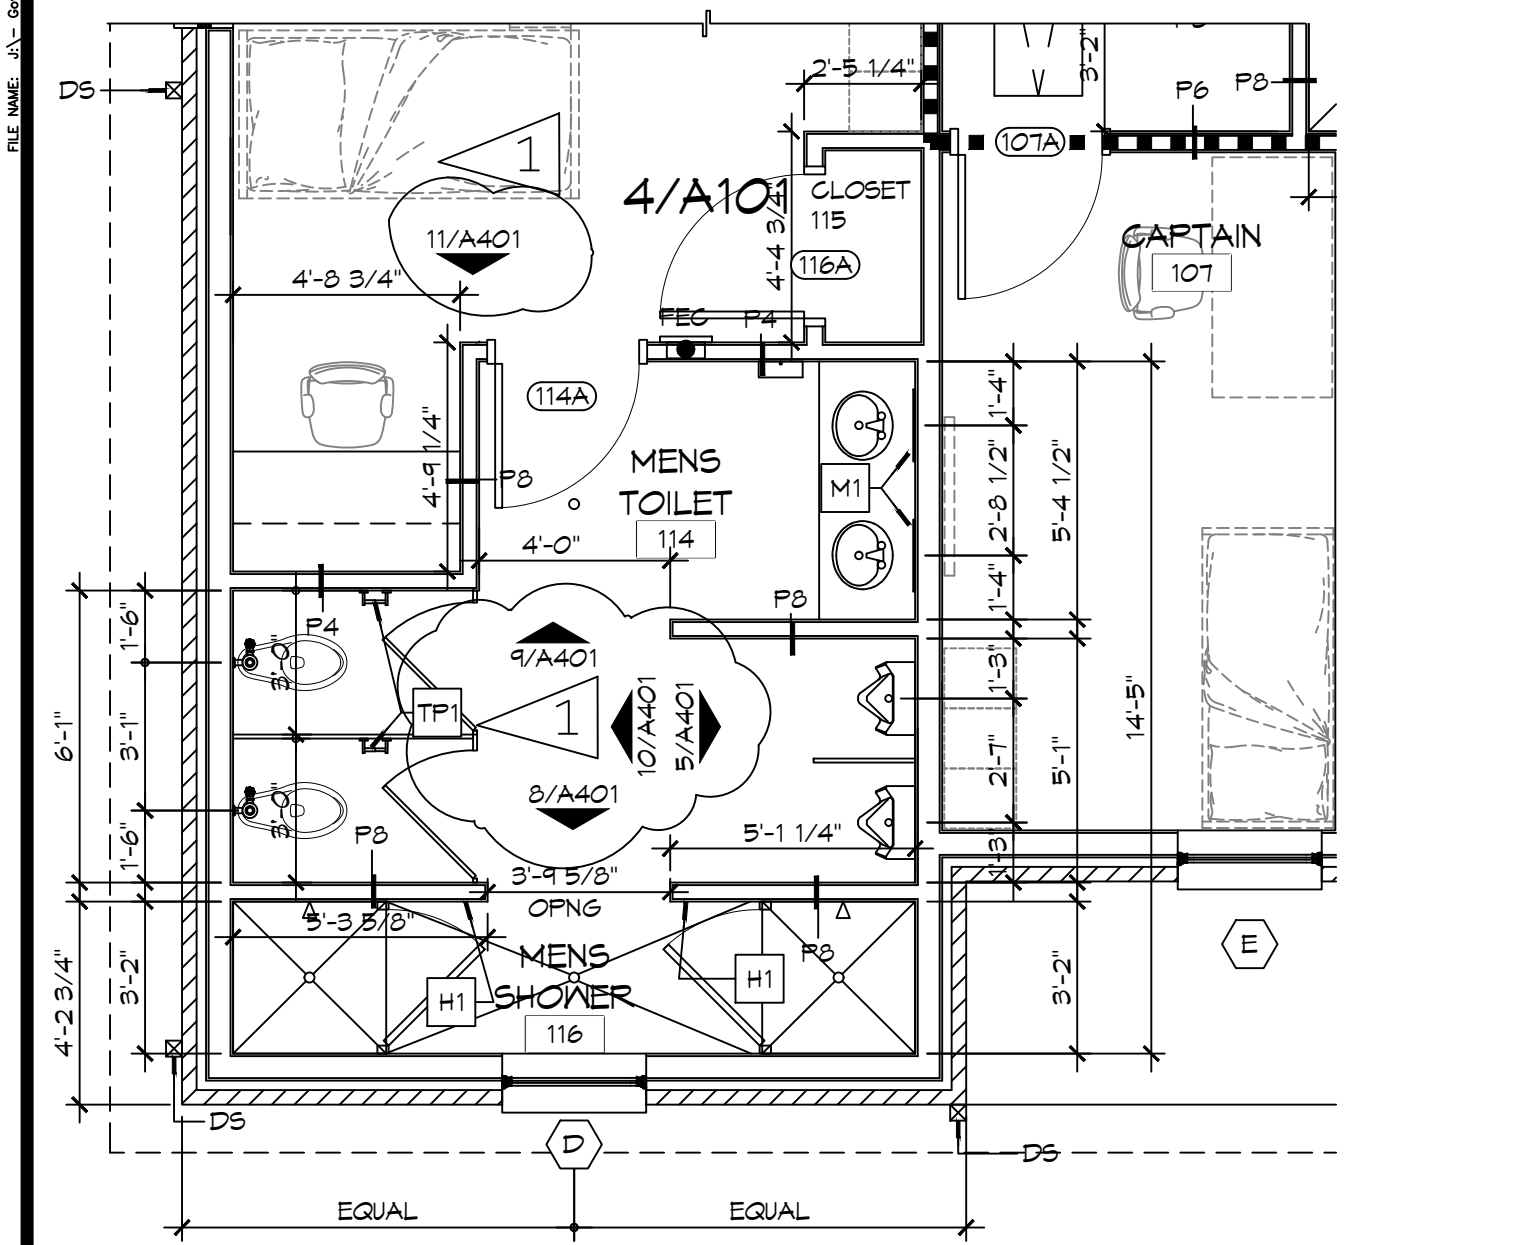 FILE NAME: J:\- Go
DS
2'-5 1/4"
3'-2"
P6
P8
107A
1
4/A101
CLOSET
115
11/A401
4'-4 3/4"
116A
CAPTAIN
107
4'-8 3/4"
FEC
P4
114A
4'-9 1/4"
P8
MENS
TOILET
114
M1
1'-4"
2'-8 1/2"
1'-4"
5'-4 1/2"
4'-0"
P8
P4
1'-6"
3'-0"
9/A401
TP1
1
10/A401
5/A401
1'-3"
2'-7"
1'-3"
5'-1"
14'-5"
6'-1"
3'-1"
1'-6"
3'-0"
8/A401
P8
5'-1 1/4"
3'-9 5/8"
OPNG
5'-3 5/8"
MENS
SHOWER
116
H1
H1
P8
3'-2"
4'-2 3/4"
3'-2"
E
DS
D
DS
EQUAL
EQUAL